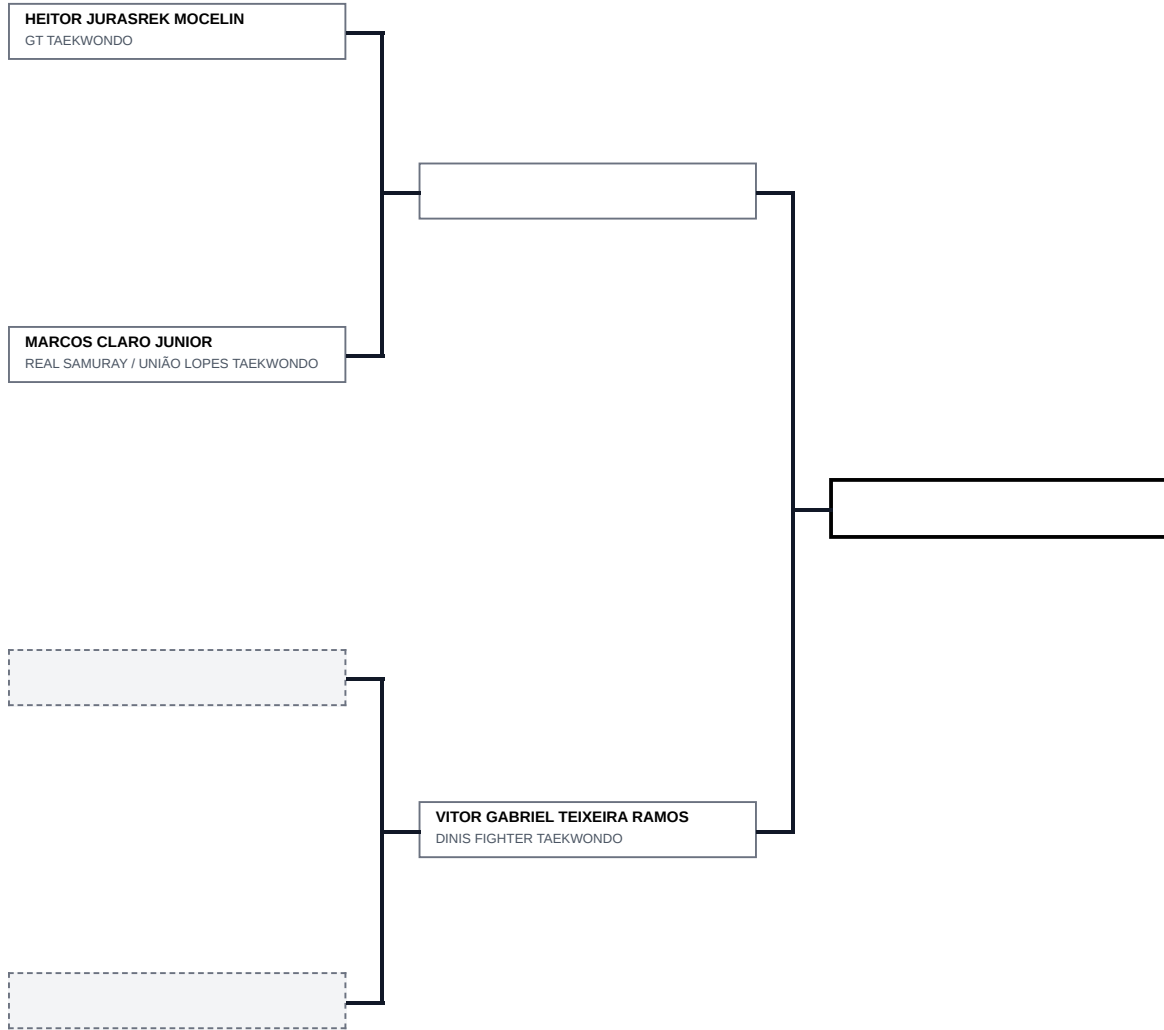 HEITOR JURASREK MOCELIN
GT TAEKWONDO
MARCOS CLARO JUNIOR
REAL SAMURAY / UNIÃO LOPES TAEKWONDO
VITOR GABRIEL TEIXEIRA RAMOS
DINIS FIGHTER TAEKWONDO